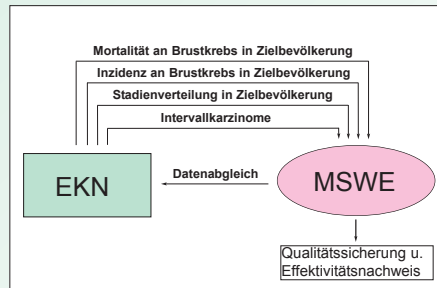 Mortalität an Brustkrebs in Zielbevölkerung
Inzidenz an Brustkrebs in Zielbevölkerung
Stadienverteilung in Zielbevölkerung
Intervallkarzinome
EKN
Datenabgleich
MSWE
Qualitätssicherung u.
Effektivitätsnachweis